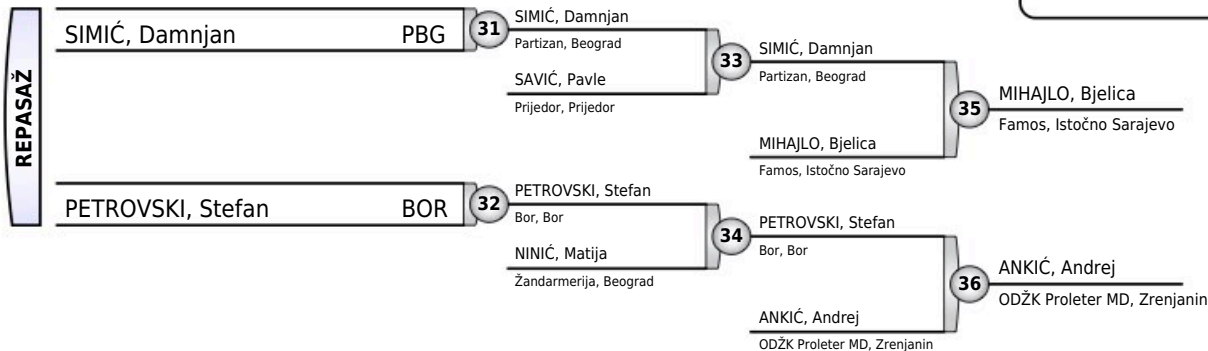 REPASAŽ
SIMIĆ, Damnjan PBG
31
SIMIĆ, Damnjan
Partizan, Beograd
SAVIĆ, Pavle
Prijedor, Prijedor
33
SIMIĆ, Damnjan
Partizan, Beograd
MIHAJLO, Bjelica
Famos, Istočno Sarajevo
35
MIHAJLO, Bjelica
Famos, Istočno Sarajevo
PETROVSKI, Stefan BOR
32
PETROVSKI, Stefan
Bor, Bor
NINIĆ, Matija
Žandarmerija, Beograd
34
PETROVSKI, Stefan
Bor, Bor
ANKIĆ, Andrej
ODŽK Proleter MD, Zrenjanin
36
ANKIĆ, Andrej
ODŽK Proleter MD, Zrenjanin